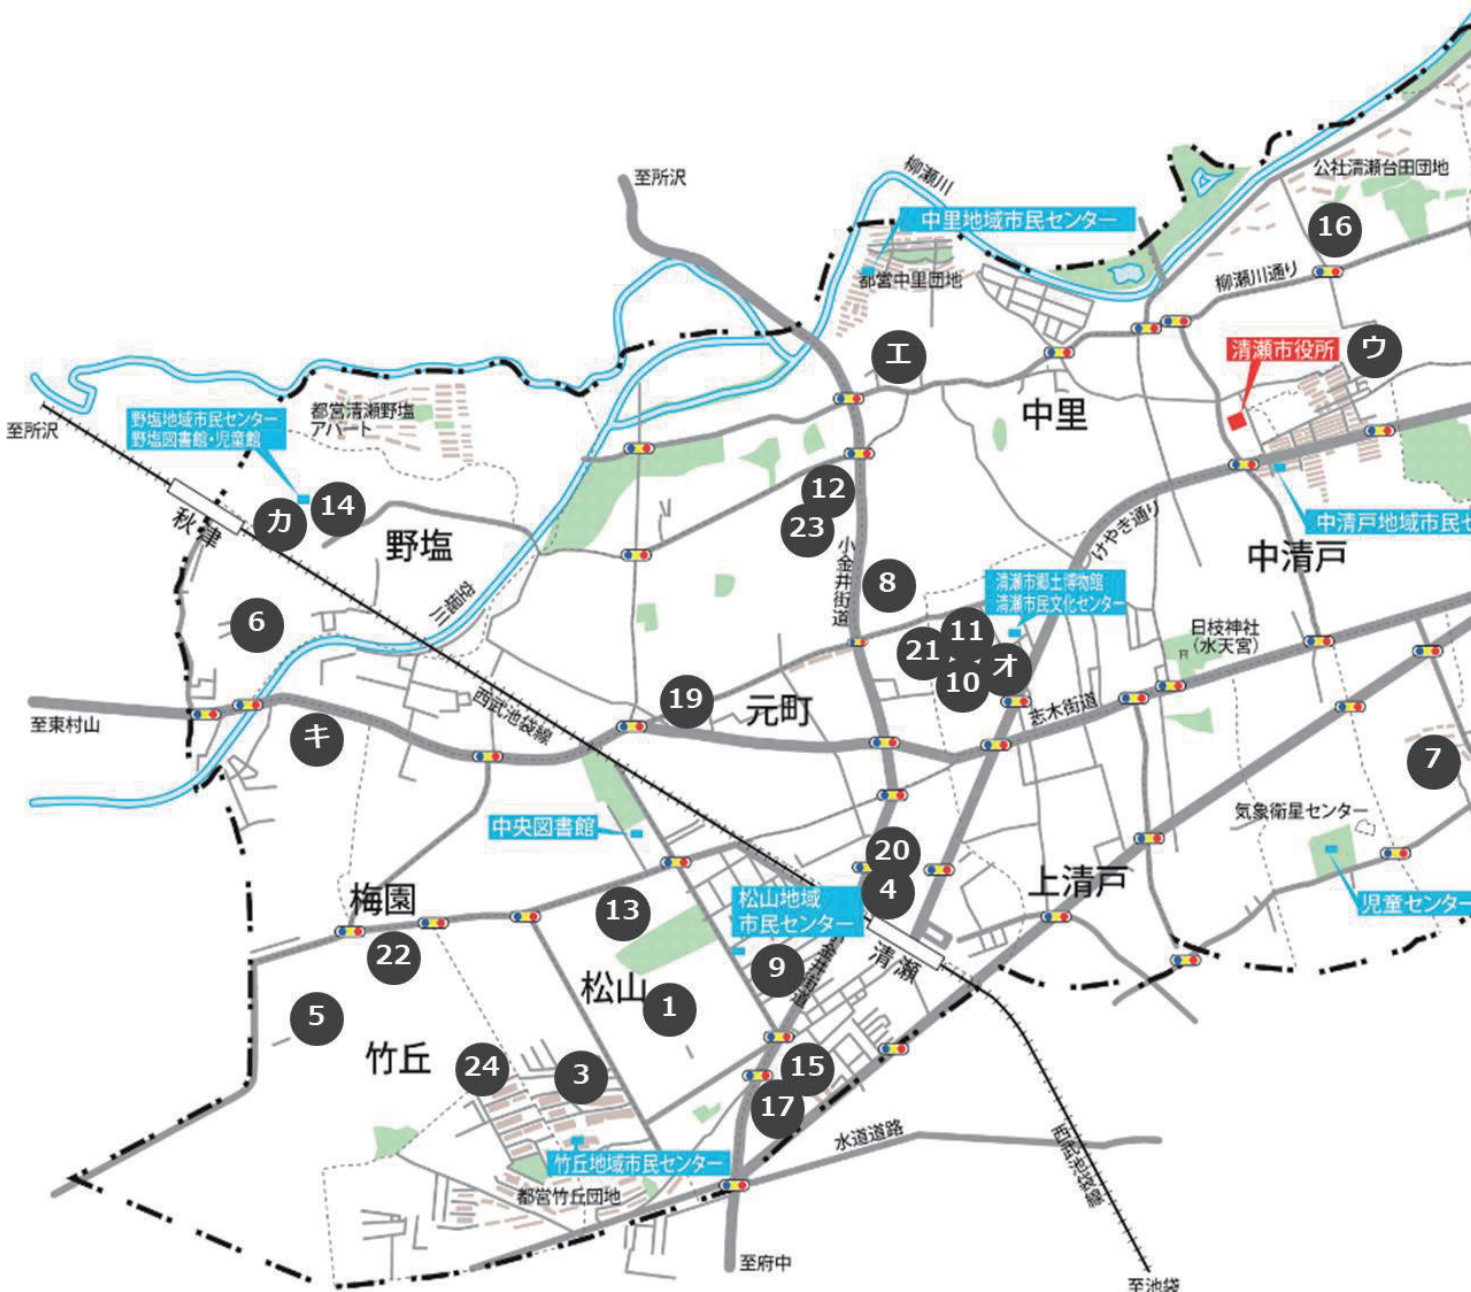 至所沢
柳瀬川
公社清瀬台田団地
中里地域市民センター
16
都営中里団地
柳瀬川通り
エ
清瀬市役所
ウ
中里
至所沢
野塩地域市民センター
野塩図書館・児童館
都営清瀬野塩
アパート
秋津
カ
14
野塩
12
23
小金井街道
けやき通り
中清戸地域市民セ
中清戸
空堀川
8
清瀬市郷土博物館
清瀬市民文化センター
6
11
21
オ
10
日枝神社
(水天宮)
19
元町
志木街道
西武池袋線
至東村山
キ
7
気象衛星センター
中央図書館
20
4
上清戸
児童センター
梅園
13
松山地域
市民センター
22
9
清瀬
松山
1
5
竹丘
24
3
15
17
水道道路
西武池袋線
竹丘地域市民センター
都営竹丘団地
至府中
至池袋